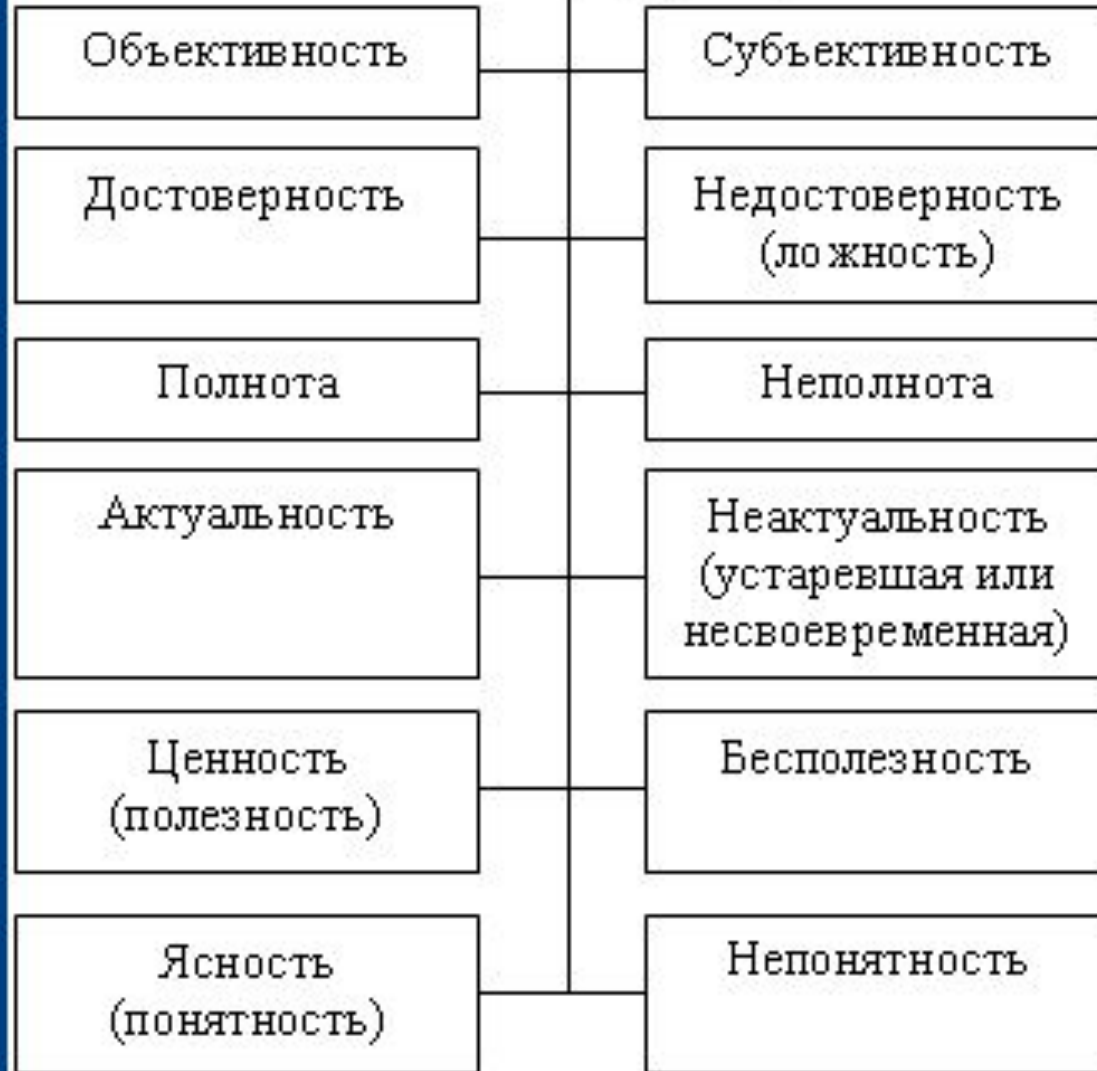 Объективность
Субъективность
Достоверность
Недостоверность
(ложность)
Полнота
Неполнота
Актуальность
Неактуальность
(устаревшая или
несвоевременная)
Ценность
(полезность)
Бесполезность
Ясность
(понятность)
Непонятность